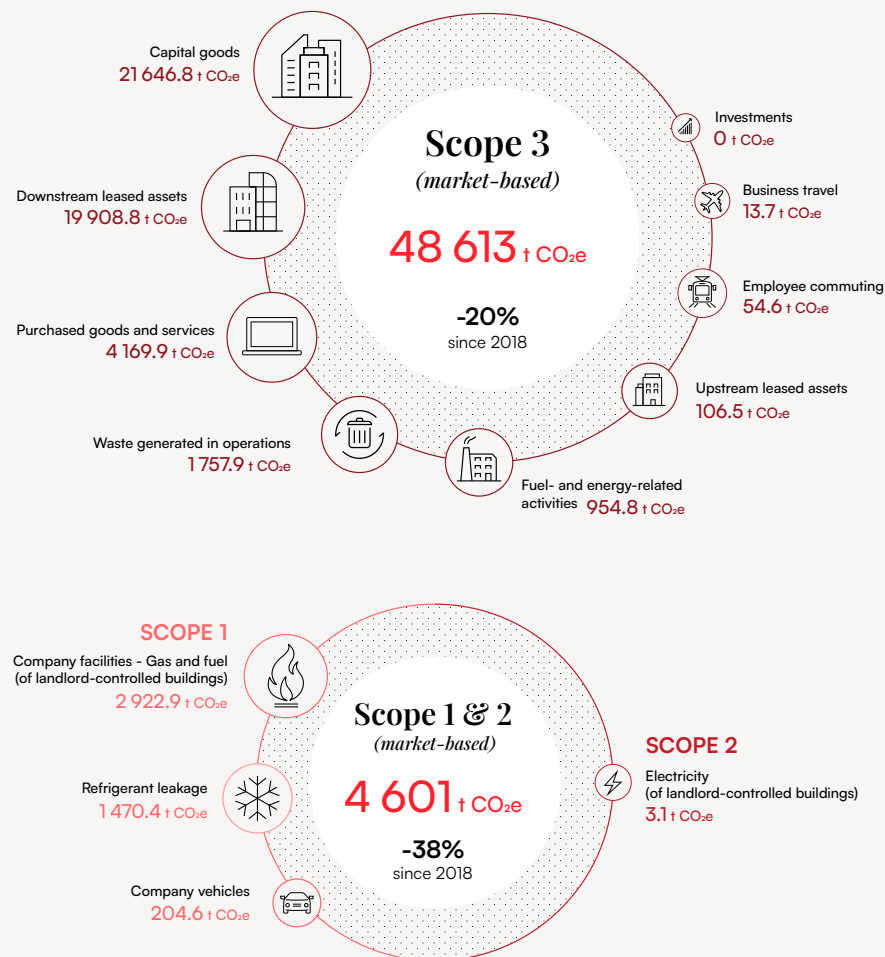 Capital goods
21 646.8 t CO₂e
Downstream leased assets
19 908.8 t CO₂e
Purchased goods and services
4 169.9 t CO₂e
Waste generated in operations
1 757.9 t CO₂e
Scope 3
(market-based)
48 613 t CO₂e
-20%
since 2018
Investments
0 t CO₂e
Business travel
13.7 t CO₂e
Employee commuting
54.6 t CO₂e
Upstream leased assets
106.5 t CO₂e
Fuel- and energy-related
activities 954.8 t CO₂e
SCOPE 1
Company facilities - Gas and fuel
(of landlord-controlled buildings)
2 922.9 t CO₂e
Refrigerant leakage
1 470.4 t CO₂e
Company vehicles
204.6 t CO₂e
Scope 1 & 2
(market-based)
4 601 t CO₂e
-38%
since 2018
SCOPE 2
Electricity
(of landlord-controlled buildings)
3.1 t CO₂e